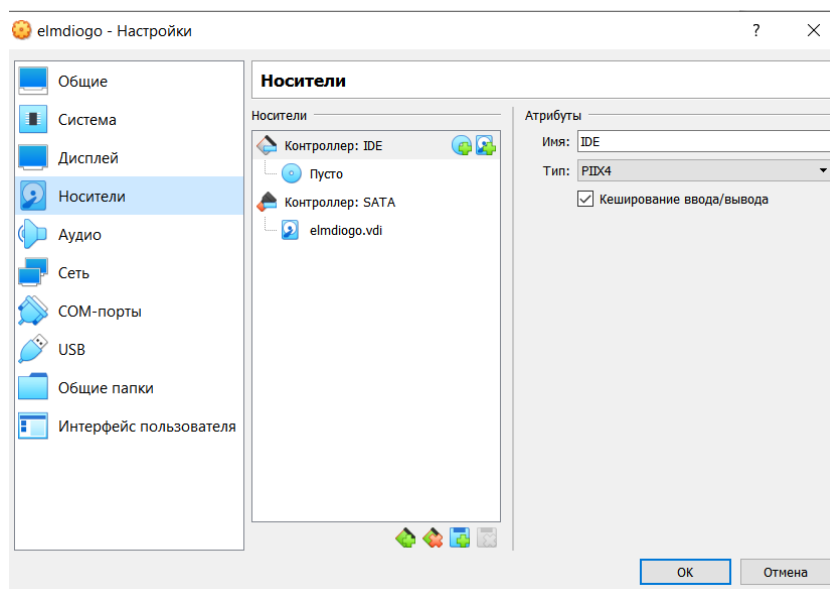 elmdiogo - Настройки
?
Общие
Система
Дисплей
Носители
Аудио
Сеть
COM-порты
USB
Общие папки
Интерфейс пользователя
Носители
Носители
Контроллер: IDE
Пусто
Контроллер: SATA
elmdiogo.vdi
Атрибуты
Имя: IDE
Тип: PIIX4
Кеширование ввода/вывода
OK
Отмена